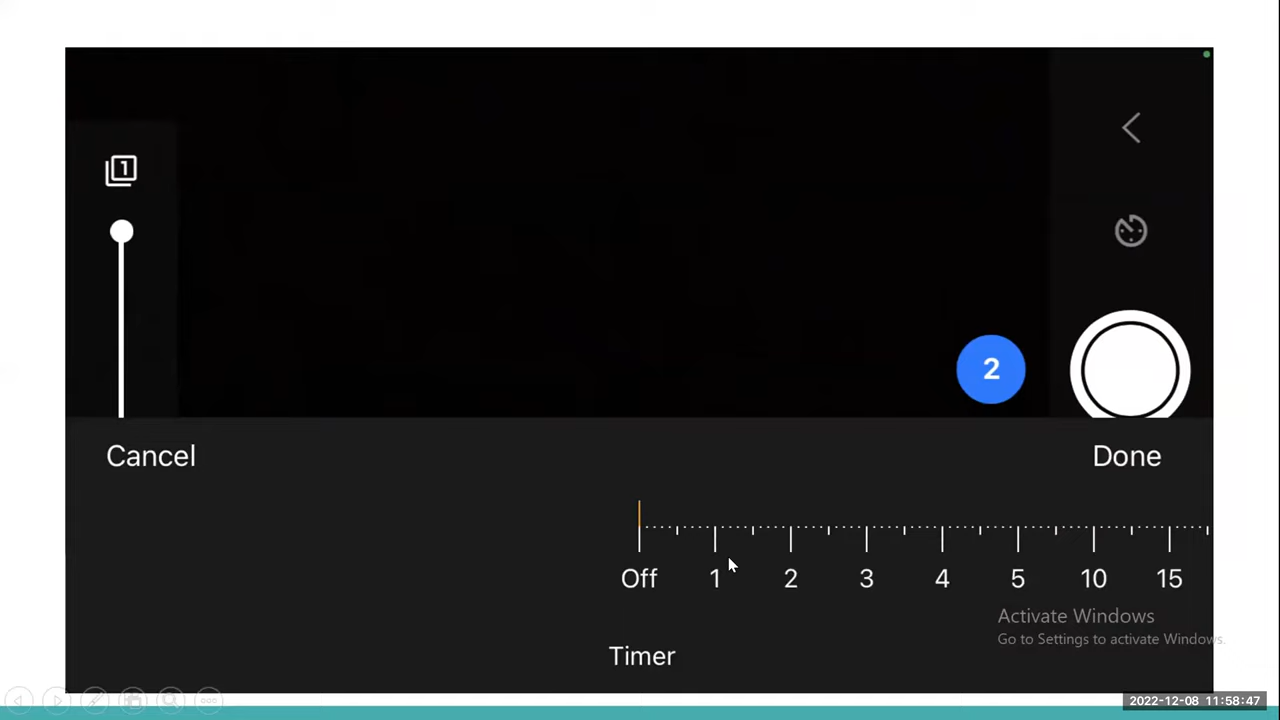 1
2
Cancel
Done
Off 1 2 3 4 5 10 15
Activate Windows
Go to Settings to activate Windows.
Timer
2022-12-08 11:58:47